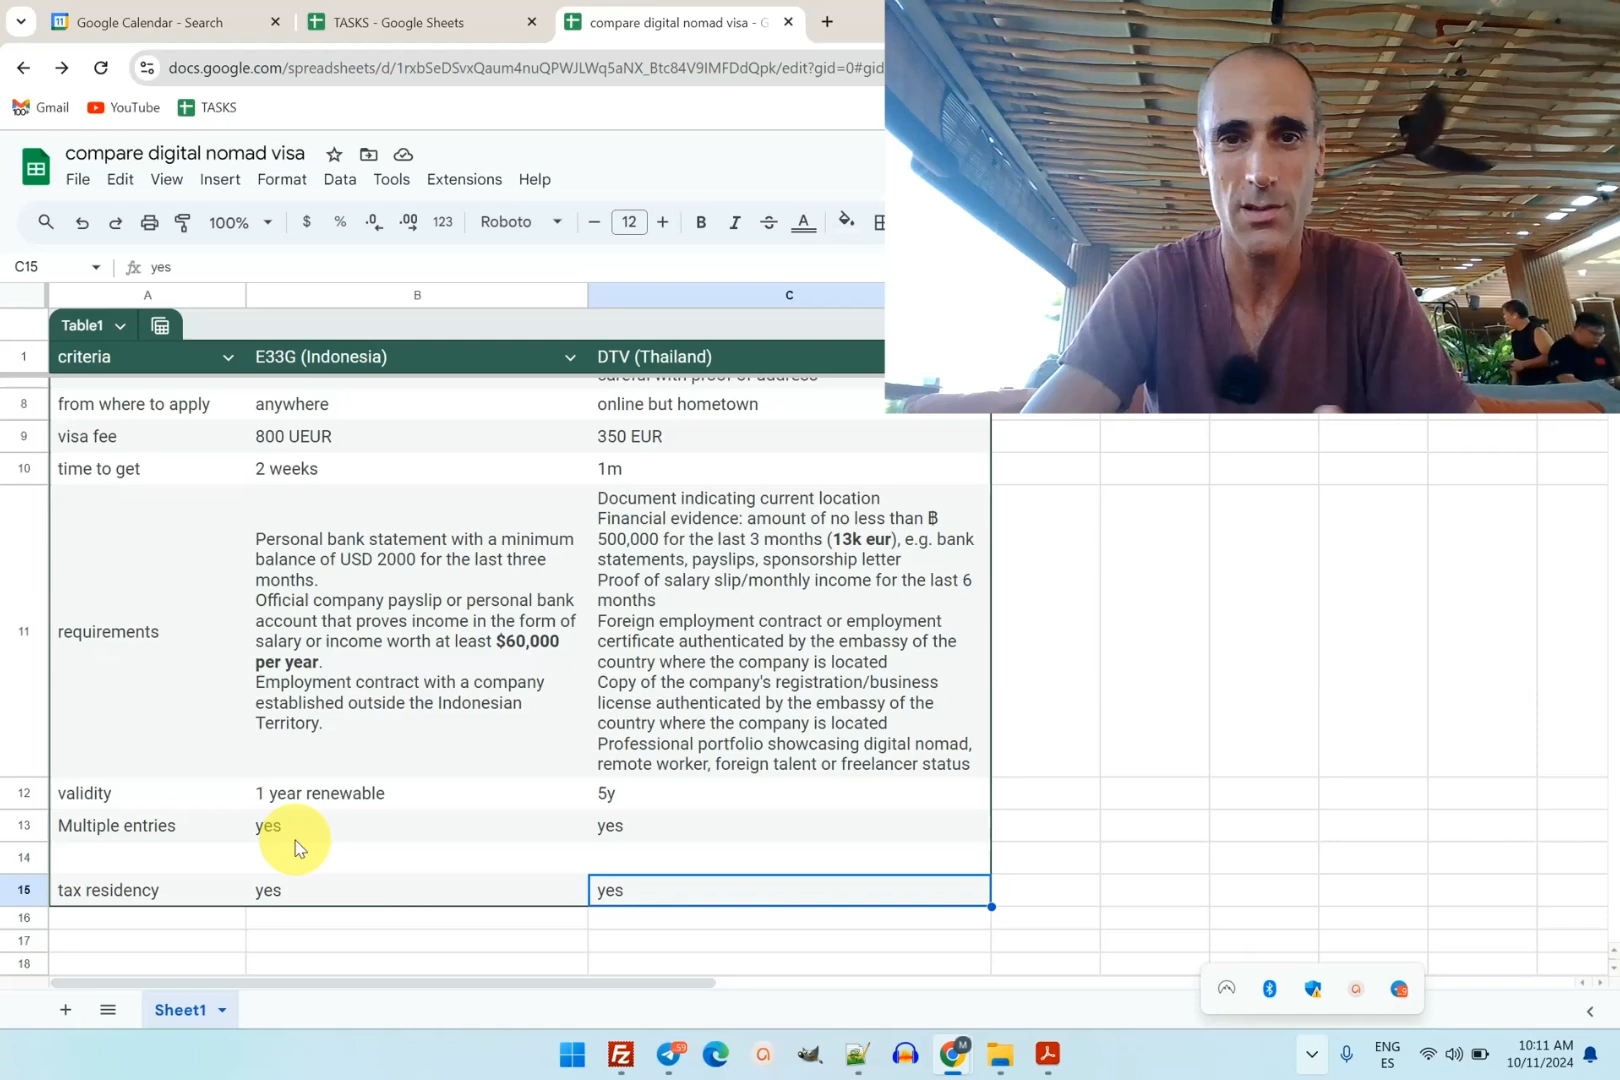 Google Calendar - Search
TASKS - Google Sheets
compare digital nomad visa - G
docs.google.com/spreadsheets/d/1rxbSeDSvxQaum4nuQPWJLWq5aNX_Btc84V9IMFDdQpk/edit?gid=0#gid
Gmail
YouTube
TASKS
compare digital nomad visa
File Edit View Insert Format Data Tools Extensions Help
100% $ % .0 .00 123 Roboto 12 B I A
C15 fx yes
A B C
Table1
1 criteria E33G (Indonesia) DTV (Thailand)
careful with proof of address
8 from where to apply anywhere online but hometown
9 visa fee 800 UEUR 350 EUR
10 time to get 2 weeks 1m
11 requirements
Personal bank statement with a minimum
balance of USD 2000 for the last three
months.
Official company payslip or personal bank
account that proves income in the form of
salary or income worth at least $60,000
per year.
Employment contract with a company
established outside the Indonesian
Territory.
Document indicating current location
Financial evidence: amount of no less than ฿
500,000 for the last 3 months (13k eur), e.g. bank
statements, payslips, sponsorship letter
Proof of salary slip/monthly income for the last 6
months
Foreign employment contract or employment
certificate authenticated by the embassy of the
country where the company is located
Copy of the company's registration/business
license authenticated by the embassy of the
country where the company is located
Professional portfolio showcasing digital nomad,
remote worker, foreign talent or freelancer status
12 validity 1 year renewable 5y
13 Multiple entries yes yes
14
15 tax residency yes yes
16
17
18
Sheet1
59
M
ENG
ES
10:11 AM
10/11/2024